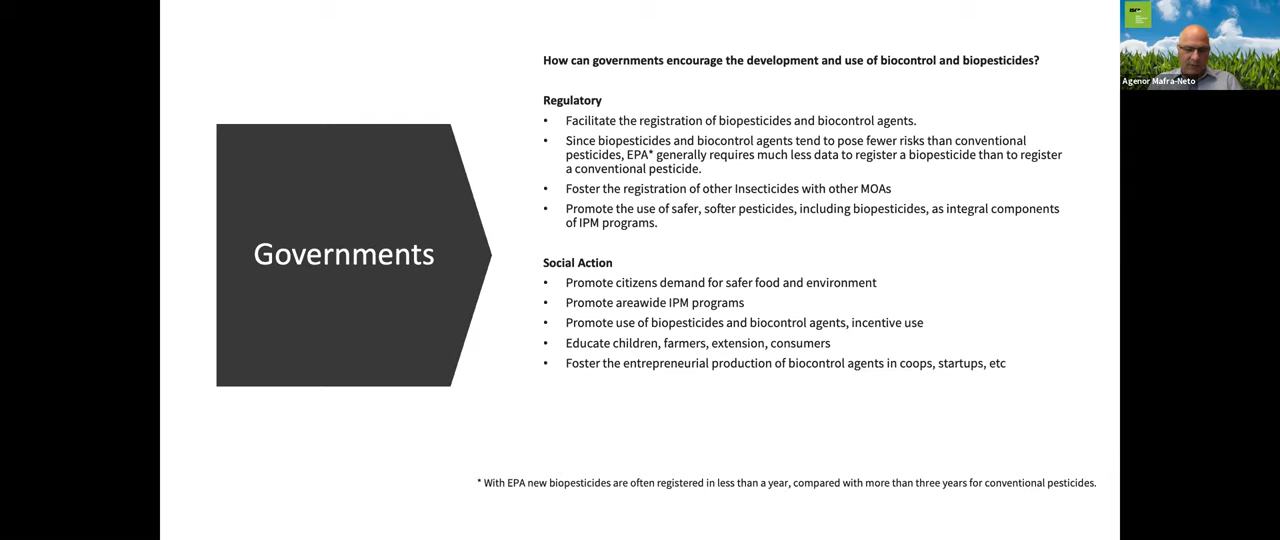 How can governments encourage the development and use of biocontrol and biopesticides?
Regulatory
• Facilitate the registration of biopesticides and biocontrol agents.
• Since biopesticides and biocontrol agents tend to pose fewer risks than conventional
pesticides, EPA* generally requires much less data to register a biopesticide than to register
a conventional pesticide.
• Foster the registration of other Insecticides with other MOAs
• Promote the use of safer, softer pesticides, including biopesticides, as integral components
of IPM programs.
Governments
Social Action
• Promote citizens demand for safer food and environment
• Promote areawide IPM programs
• Promote use of biopesticides and biocontrol agents, incentive use
• Educate children, farmers, extension, consumers
• Foster the entrepreneurial production of biocontrol agents in coops, startups, etc
* With EPA new biopesticides are often registered in less than a year, compared with more than three years for conventional pesticides.
Agenor Mafra-Neto